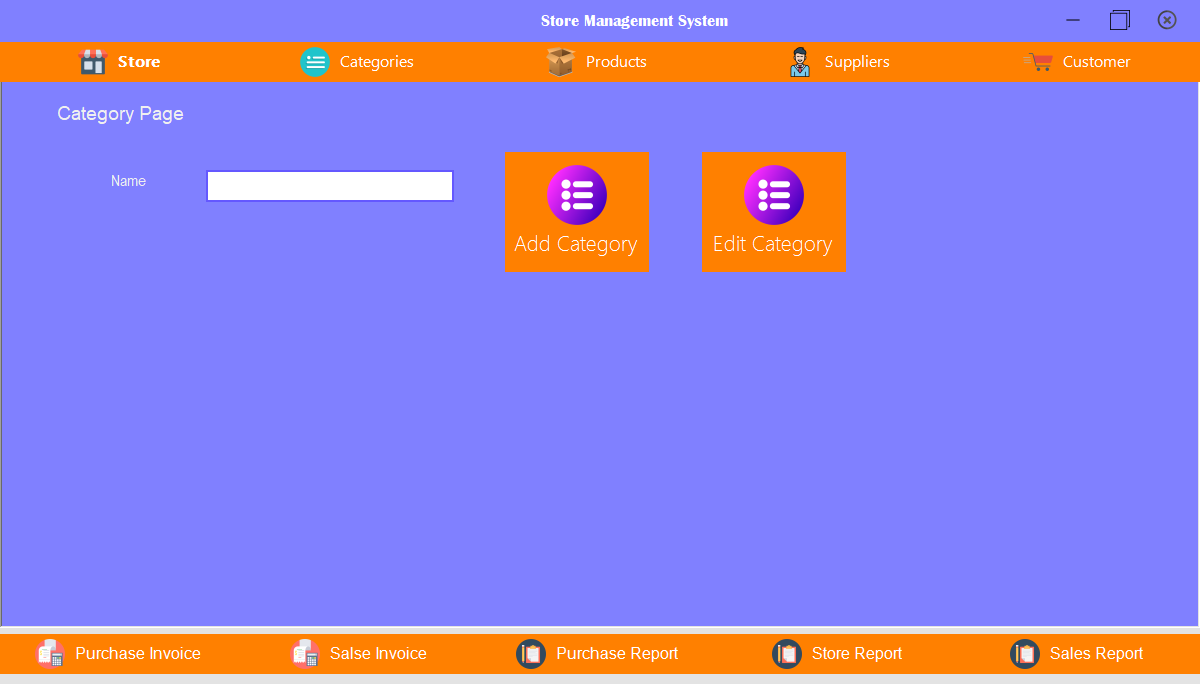 Store Management System
Store Categories Products Suppliers Customer
Category Page
Name
Add Category Edit Category
Purchase Invoice Salse Invoice Purchase Report Store Report Sales Report